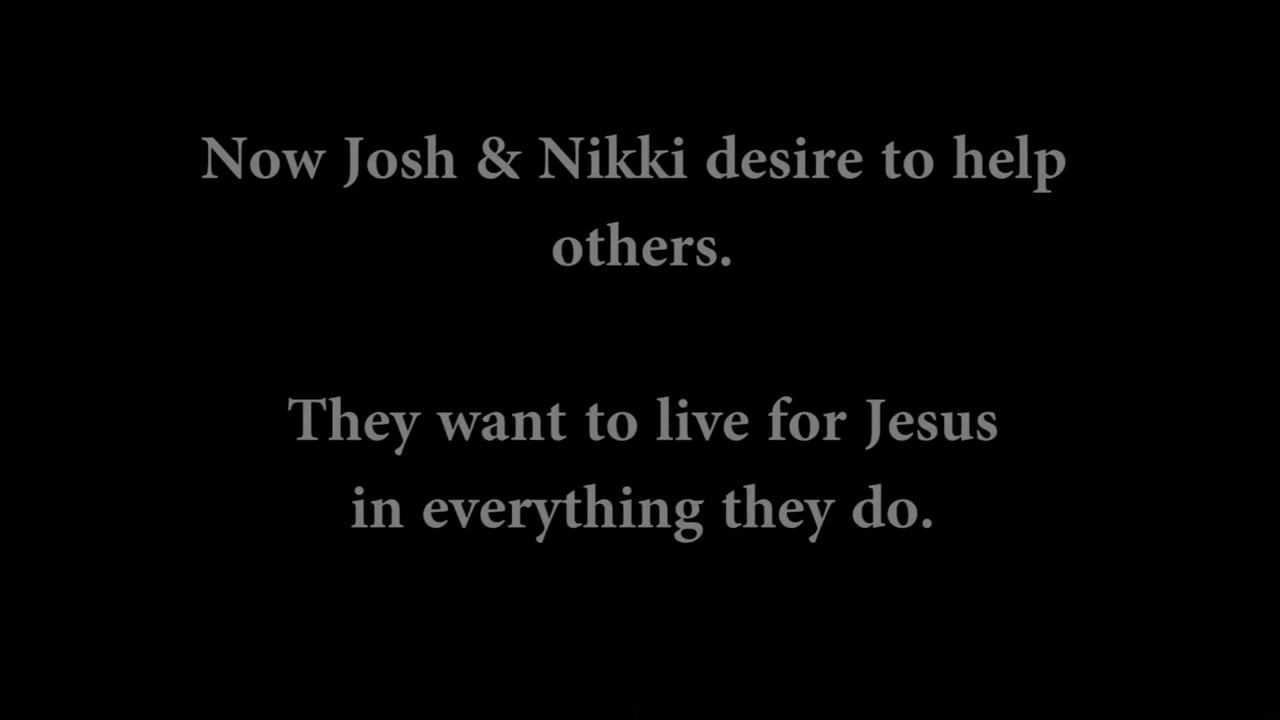 Now Josh & Nikki desire to help
others.
They want to live for Jesus
in everything they do.